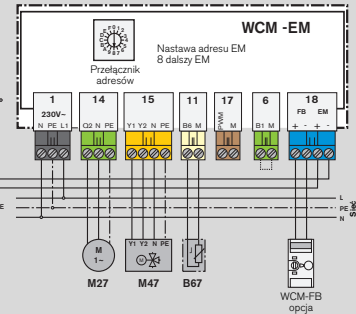 WCM -EM
Nastawa adresu EM
8 dalszy EM
Przełącznik
adresów
1 14 15 11 17 6 18
230V~ FB EM
N PE L1 Q2 N PE Y1 Y2 N PE B6 M PWM M B1 M + - + -
L
PE
N
Sieć
Y1 Y2 N PE
M
1~
M
M27 M47 B67
WCM-FB
opcja